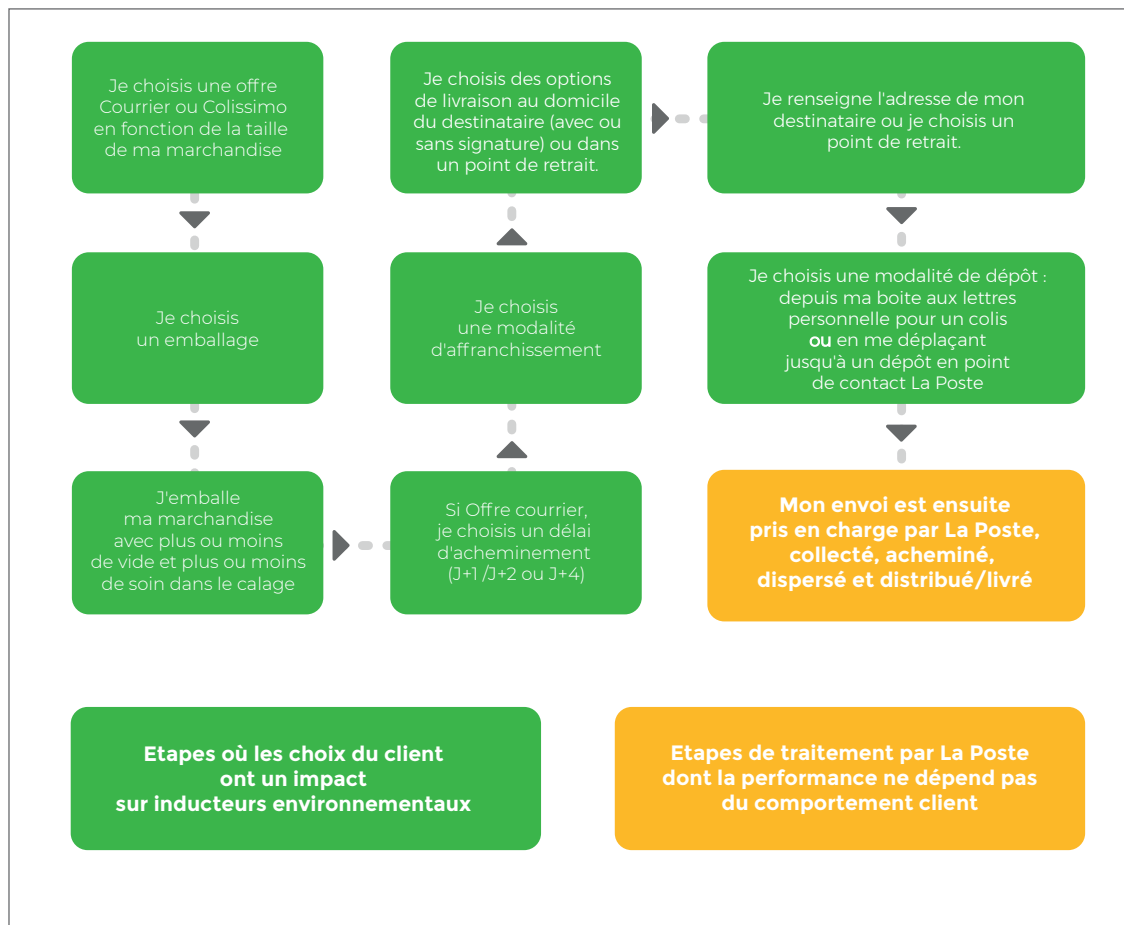 Je choisis une offre
Courrier ou Colissimo
en fonction de la taille
de ma marchandise
Je choisis
un emballage
J'emballe
ma marchandise
avec plus ou moins
de vide et plus ou moins
de soin dans le calage
Si Offre courrier,
je choisis un délai
d'acheminement
(J+1 /J+2 ou J+4)
Je choisis
une modalité
d'affranchissement
Je choisis des options
de livraison au domicile
du destinataire (avec ou
sans signature) ou dans
un point de retrait.
Je renseigne l'adresse de mon
destinataire ou je choisis un
point de retrait.
Je choisis une modalité de dépôt :
depuis ma boite aux lettres
personnelle pour un colis
ou en me déplaçant
jusqu'à un dépôt en point
de contact La Poste
Mon envoi est ensuite
pris en charge par La Poste,
collecté, acheminé,
dispersé et distribué/livré
Etapes où les choix du client
ont un impact
sur inducteurs environnementaux
Etapes de traitement par La Poste
dont la performance ne dépend pas
du comportement client